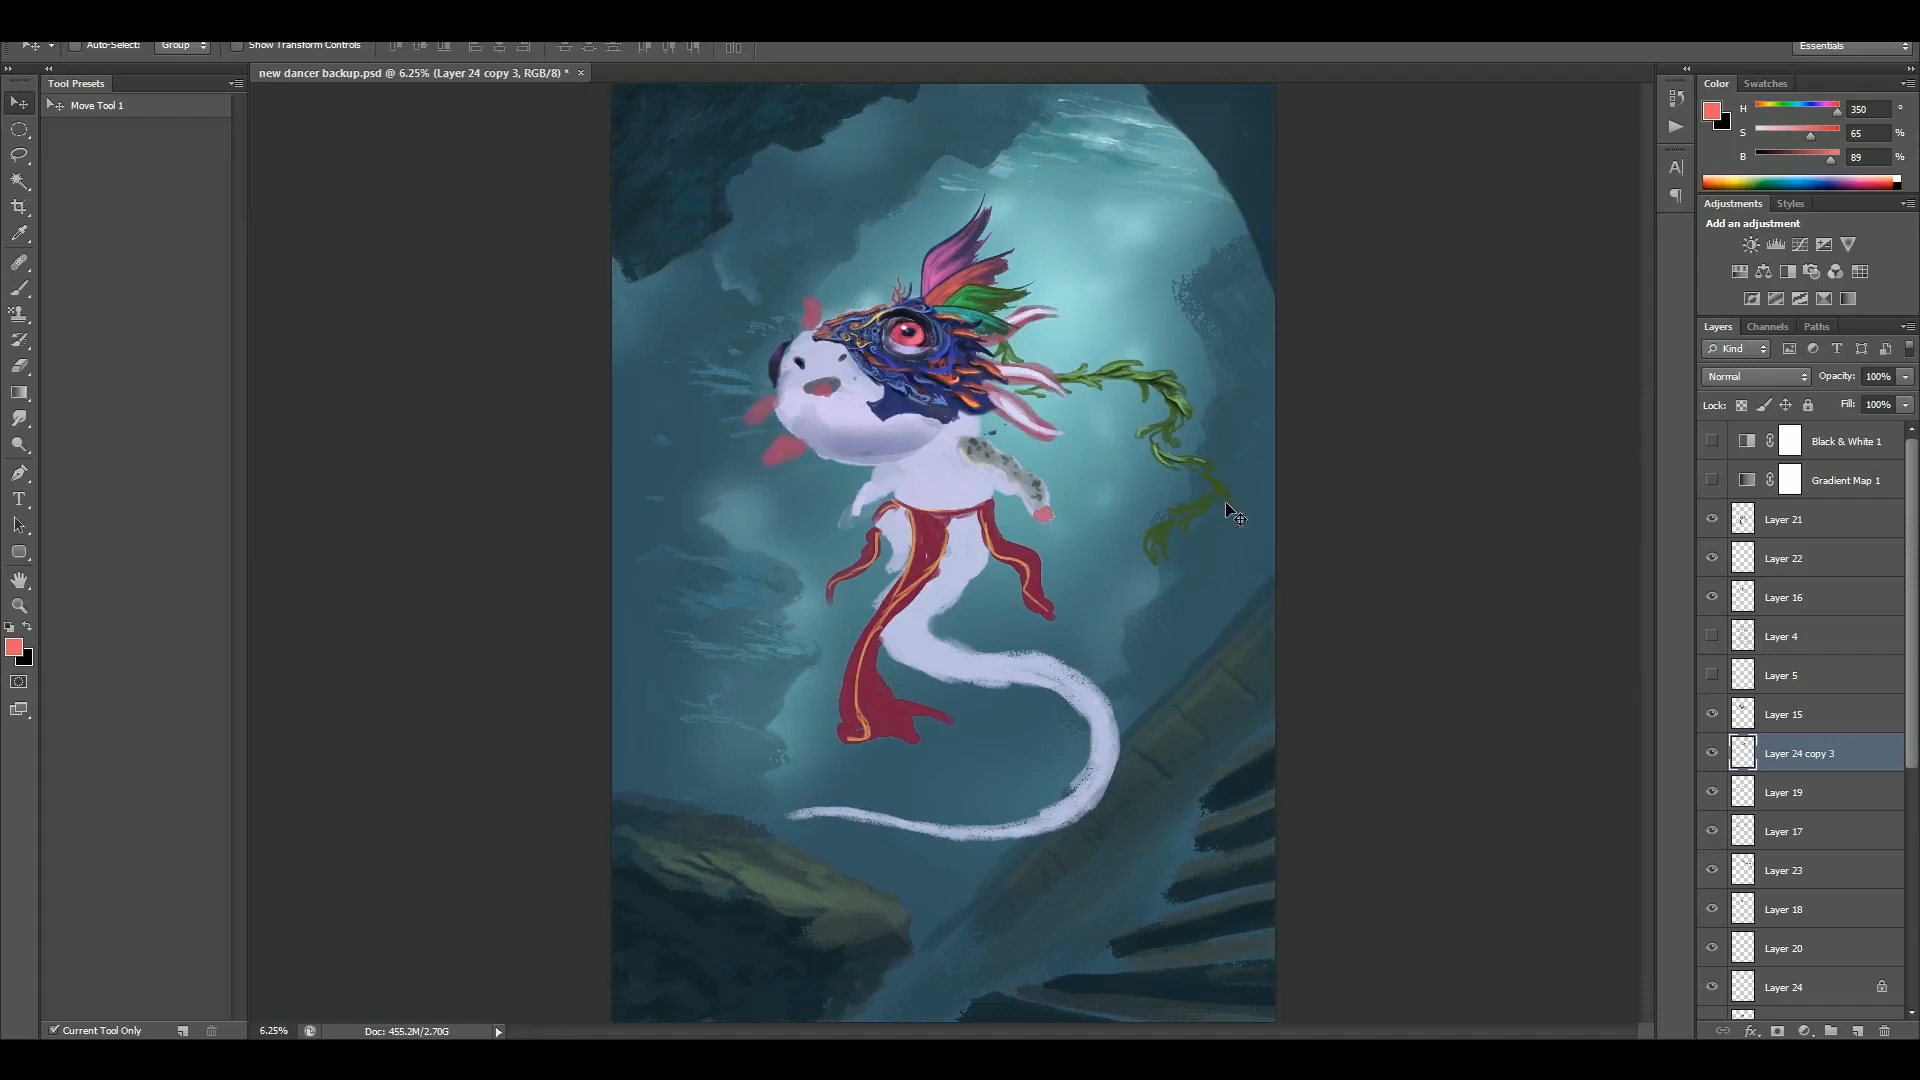 Auto-Select: Group Show Transform Controls Essentials
Tool Presets
Move Tool 1
new dancer backup.psd @ 6.25% (Layer 24 copy 3, RGB/8) * ×
Color Swatches
H 350 °
S 65 %
B 89 %
Adjustments Styles
Add an adjustment
Layers Channels Paths
Kind
Normal Opacity: 100%
Lock: Fill: 100%
Black & White 1
Gradient Map 1
Layer 21
Layer 22
Layer 16
Layer 4
Layer 5
Layer 15
Layer 24 copy 3
Layer 19
Layer 17
Layer 23
Layer 18
Layer 20
Layer 24
Current Tool Only
6.25% Doc: 455.2M/2.70G